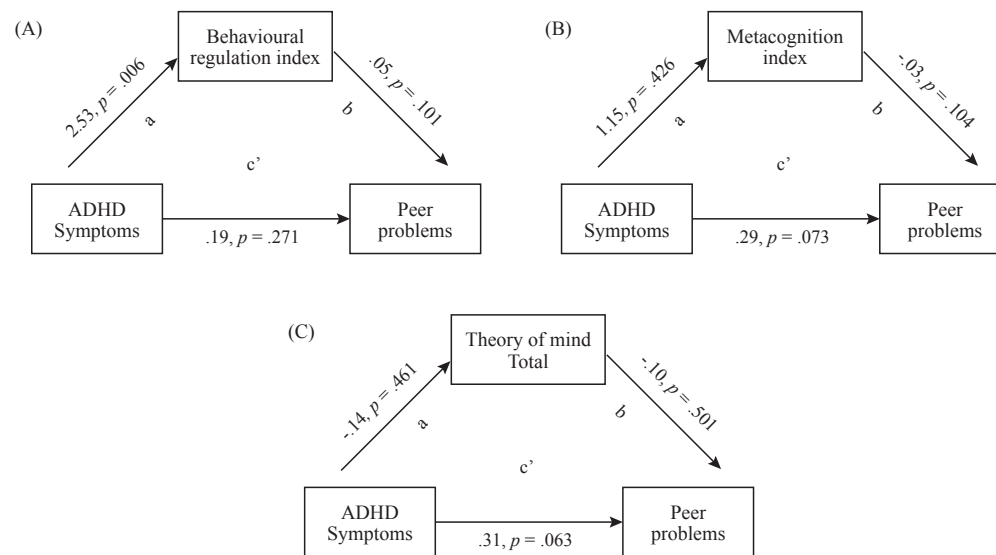 (A)
Behavioural
regulation index
2.53, p = .006
a
.05, p = .101
b
c’
ADHD
Symptoms
.19, p = .271
Peer
problems
(B)
Metacognition
index
1.15, p = .426
a
-.03, p = .104
b
c’
ADHD
Symptoms
.29, p = .073
Peer
problems
(C)
Theory of mind
Total
-.14, p = .461
a
-.10, p = .501
b
c’
ADHD
Symptoms
.31, p = .063
Peer
problems